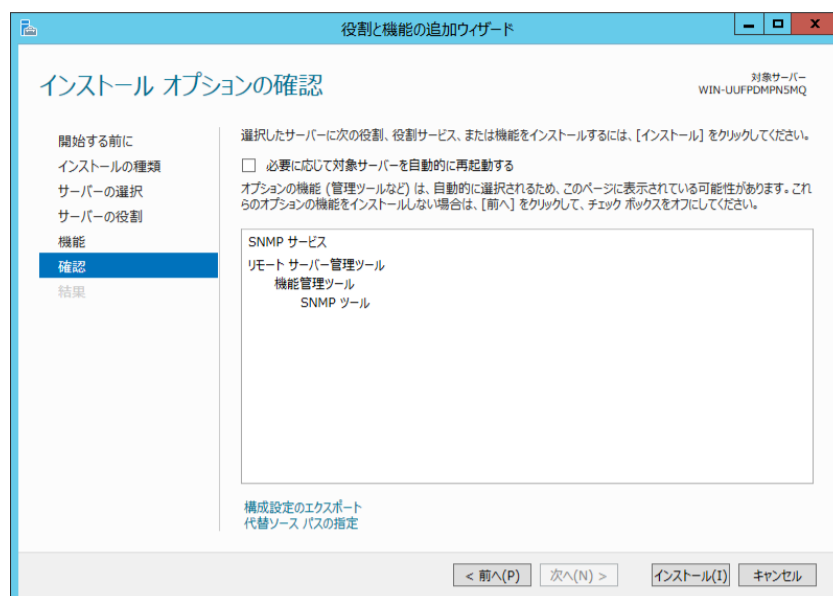 役割と機能の追加ウィザード
インストール オプションの確認
対象サーバー
WIN-UUFPDMPN5MQ
開始する前に
インストールの種類
サーバーの選択
サーバーの役割
機能
確認
結果
選択したサーバーに次の役割、役割サービス、または機能をインストールするには、[インストール] をクリックしてください。
必要に応じて対象サーバーを自動的に再起動する
オプションの機能 (管理ツールなど) は、自動的に選択されるため、このページに表示されている可能性があります。これ
らのオプションの機能をインストールしない場合は、[前へ] をクリックして、チェック ボックスをオフにしてください。
SNMP サービス
リモート サーバー管理ツール
機能管理ツール
SNMP ツール
構成設定のエクスポート
代替ソース パスの指定
< 前へ(P)
次へ(N) >
インストール(I)
キャンセル